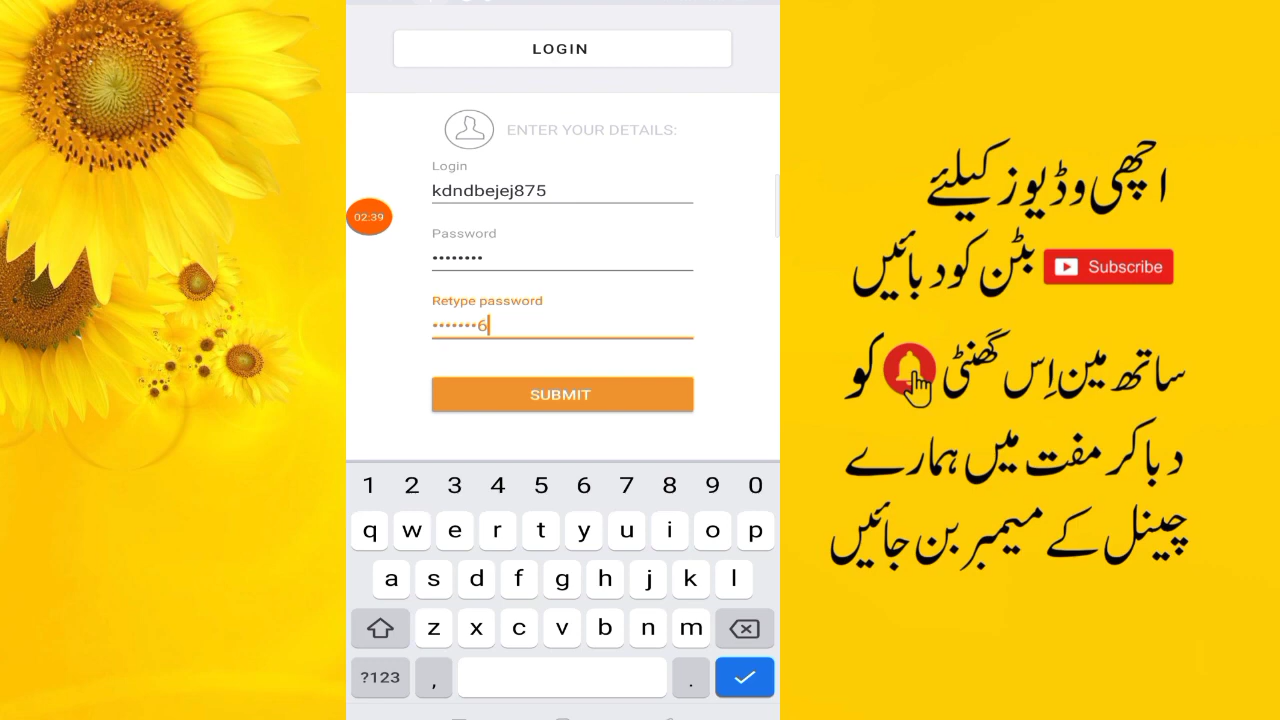 LOGIN
ENTER YOUR DETAILS:
Login
kdndbejej875
02:39
Password
••••••••
Retype password
•••••••6
SUBMIT
1 2 3 4 5 6 7 8 9 0
q w e r t y u i o p
a s d f g h j k l
z x c v b n m
?123 , .
اچھی وڈیوز کیلئے
Subscribe بٹن کو دبائیں
ساتھ مین اِس گھنٹی کو
دبا کر مفت میں ہمارے
چینل کے میمبر بن جائیں